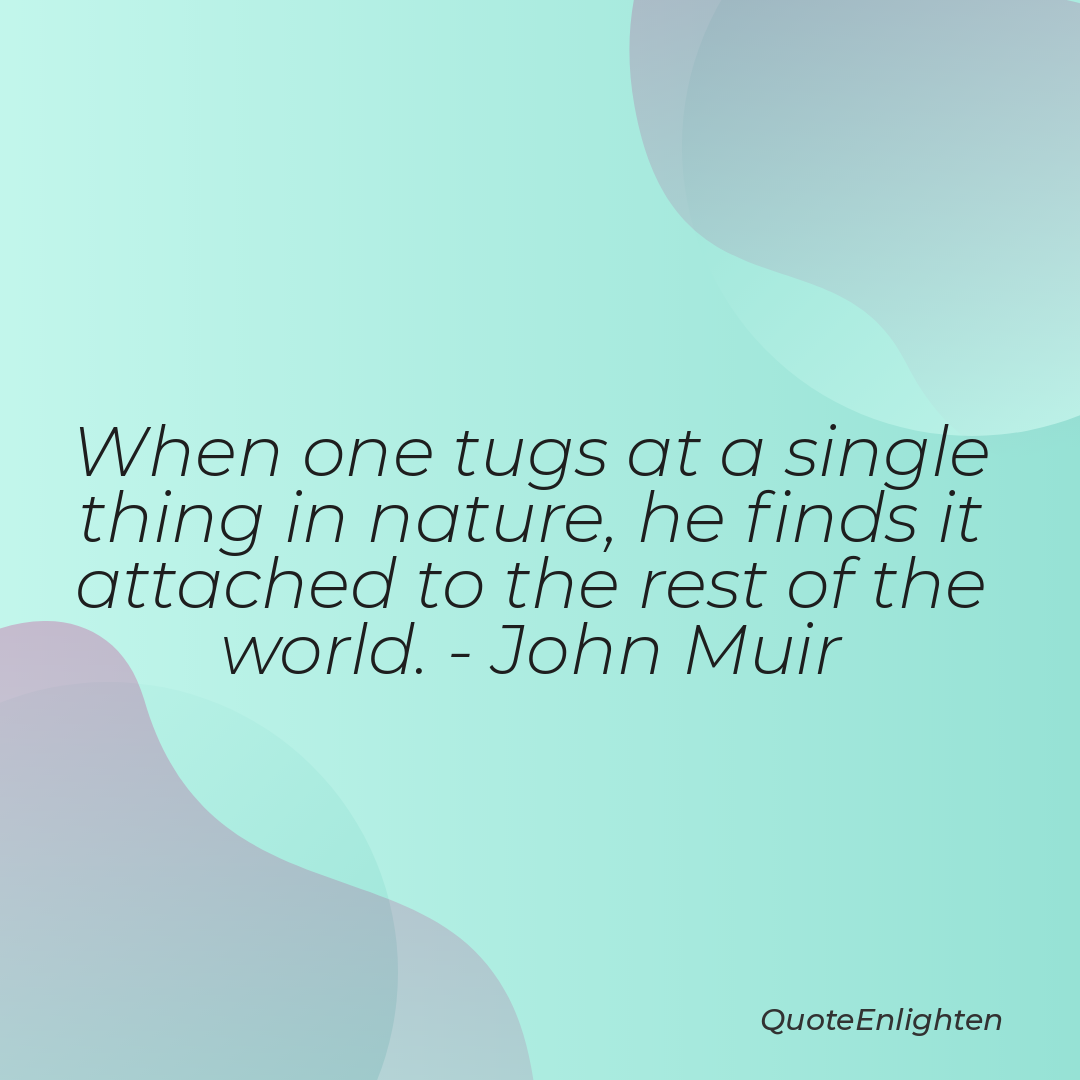 When one tugs at a single
thing in nature, he finds it
attached to the rest of the
world. - John Muir
QuoteEnlighten